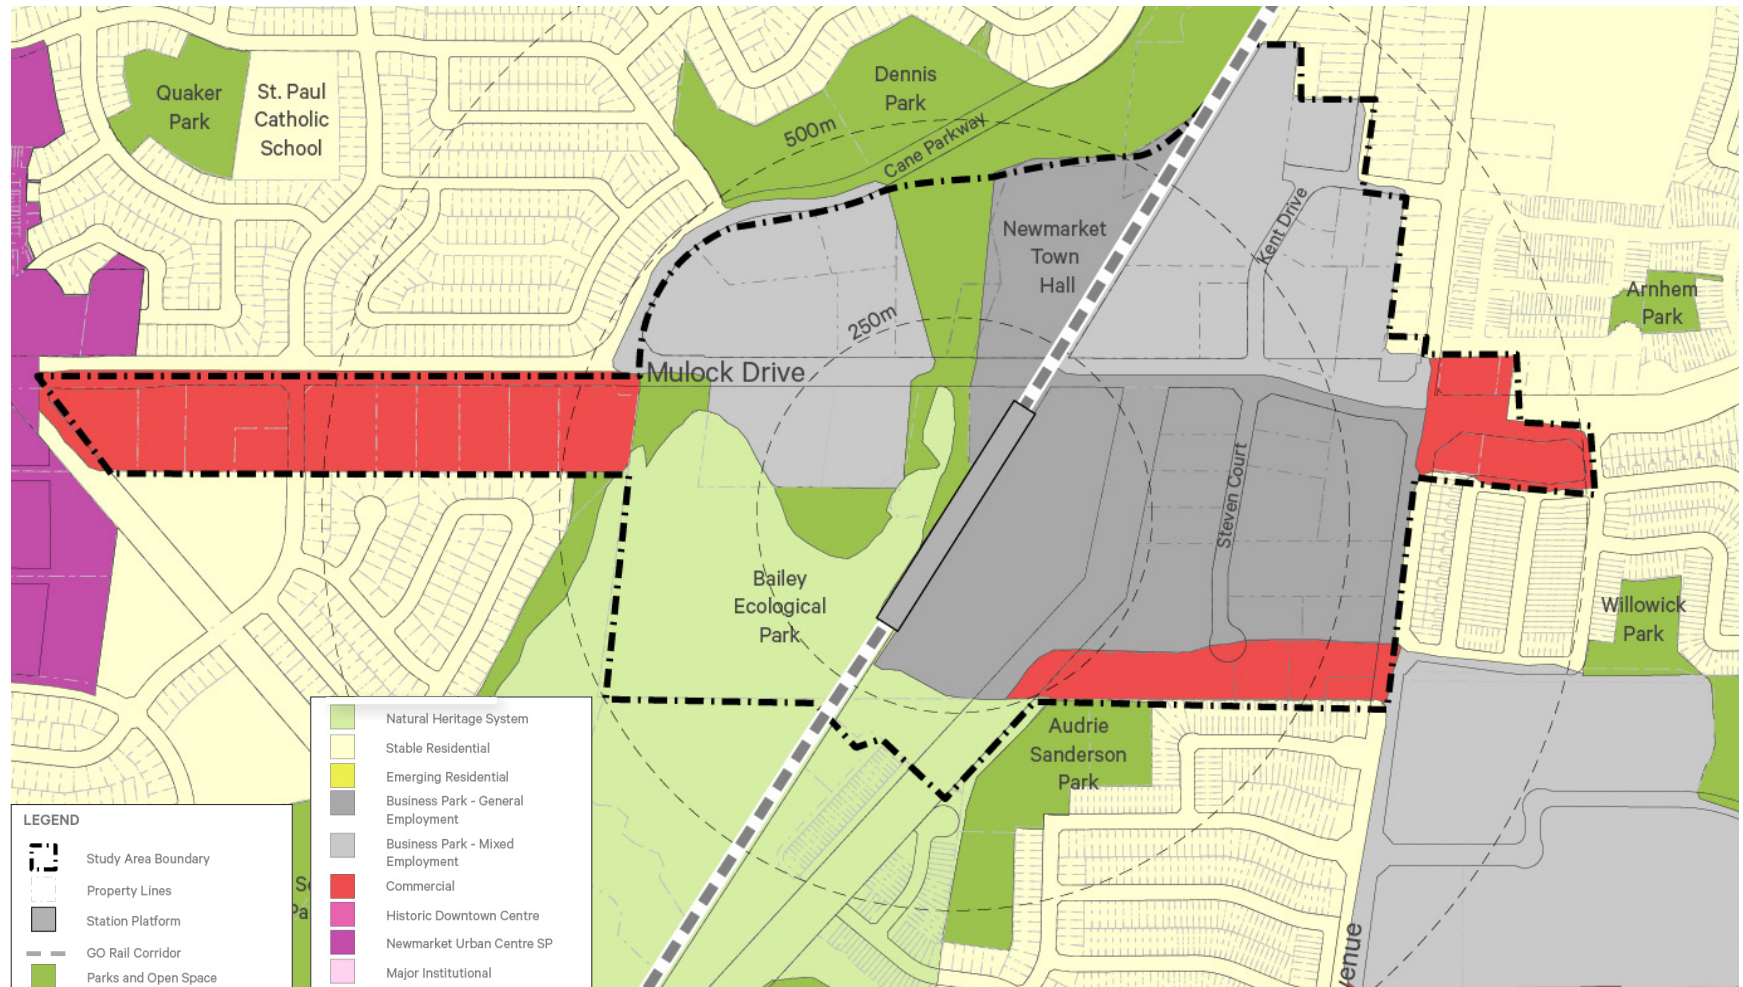 Quaker
Park
St. Paul
Catholic
School
Dennis
Park
500m
Cane Parkway
Newmarket
Town
Hall
Kent Drive
Arnhem
Park
250m
Mulock Drive
Steven Court
Bailey
Ecological
Park
Willowick
Park
Audrie
Sanderson
Park
Natural Heritage System
Stable Residential
Emerging Residential
Business Park - General
Employment
Business Park - Mixed
Employment
Commercial
Historic Downtown Centre
Newmarket Urban Centre SP
Major Institutional
LEGEND
Study Area Boundary
Property Lines
Station Platform
GO Rail Corridor
Parks and Open Space
Pa
venue